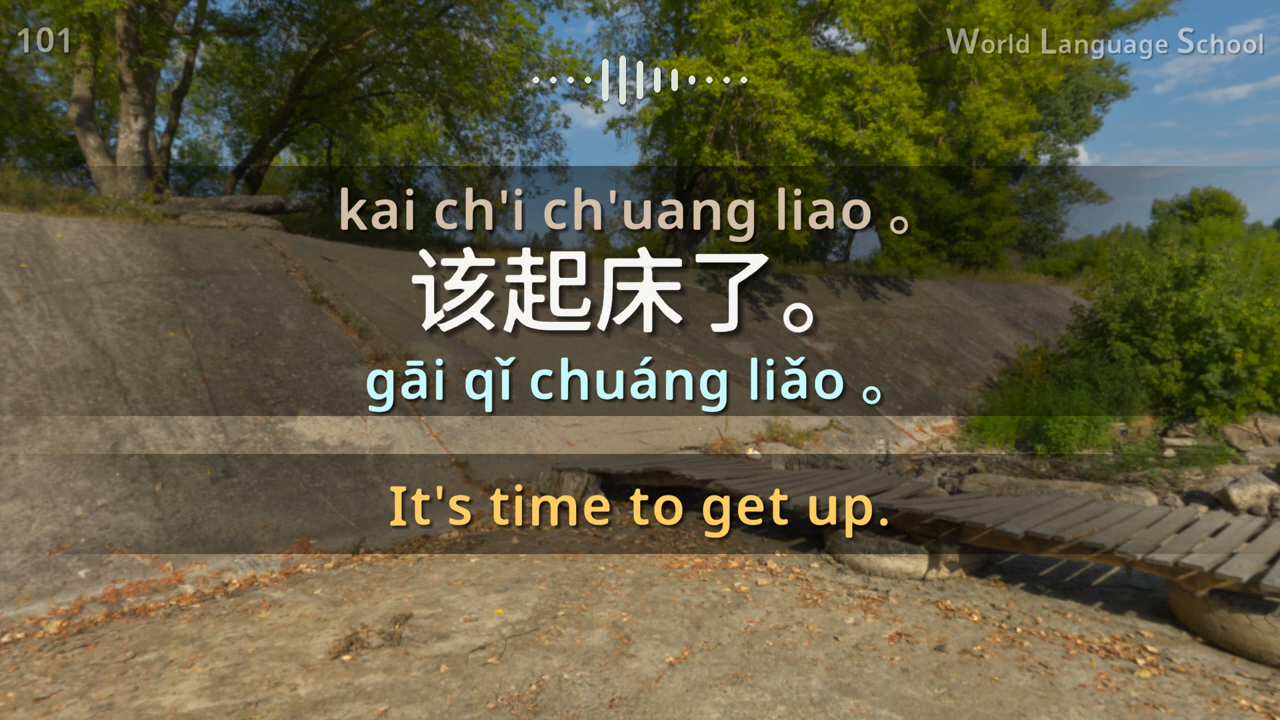 101
World Language School
kai ch'i ch'uang liao 。
该起床了。
gāi qǐ chuáng liǎo 。
It's time to get up.